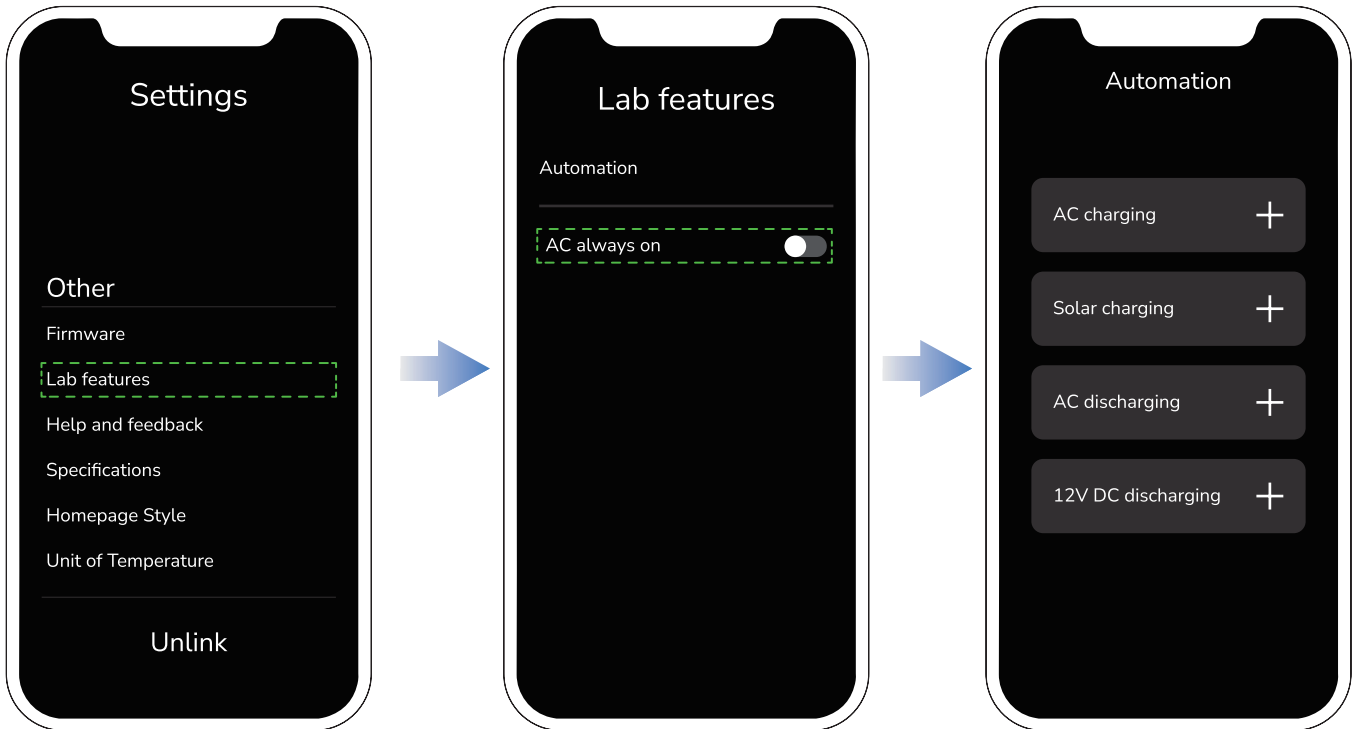 Settings
Other
Firmware
Lab features
Help and feedback
Specifications
Homepage Style
Unit of Temperature
Unlink
Lab features
Automation
AC always on
Automation
AC charging
Solar charging
AC discharging
12V DC discharging